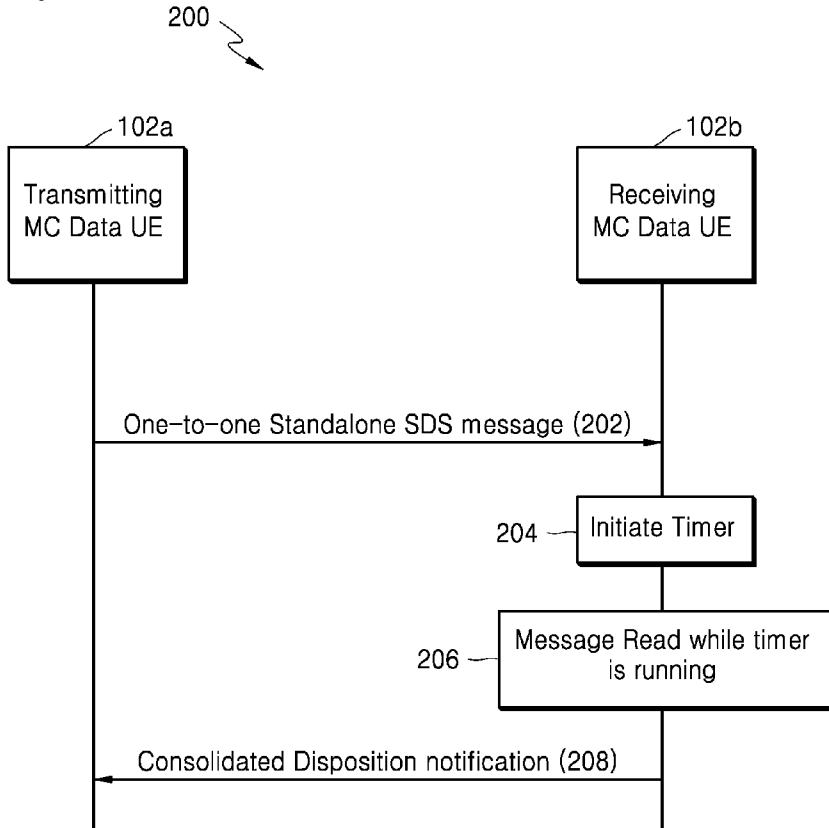 200
102a
102b
Transmitting
MC Data UE
Receiving
MC Data UE
One-to-one Standalone SDS message (202)
204
Initiate Timer
206
Message Read while timer
is running
Consolidated Disposition notification (208)